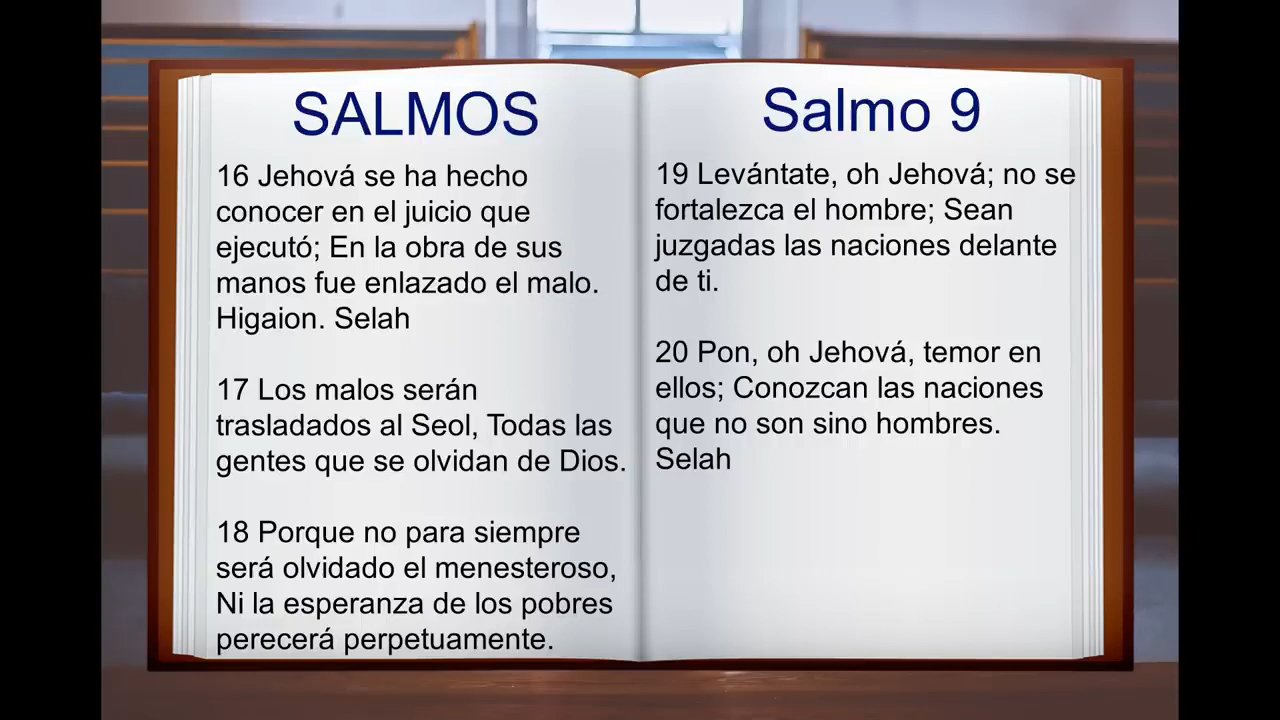 SALMOS
16 Jehová se ha hecho
conocer en el juicio que
ejecutó; En la obra de sus
manos fue enlazado el malo.
Higaion. Selah
17 Los malos serán
trasladados al Seol, Todas las
gentes que se olvidan de Dios.
18 Porque no para siempre
será olvidado el menesteroso,
Ni la esperanza de los pobres
perecerá perpetuamente.
Salmo 9
19 Levántate, oh Jehová; no se
fortalezca el hombre; Sean
juzgadas las naciones delante
de ti.
20 Pon, oh Jehová, temor en
ellos; Conozcan las naciones
que no son sino hombres.
Selah